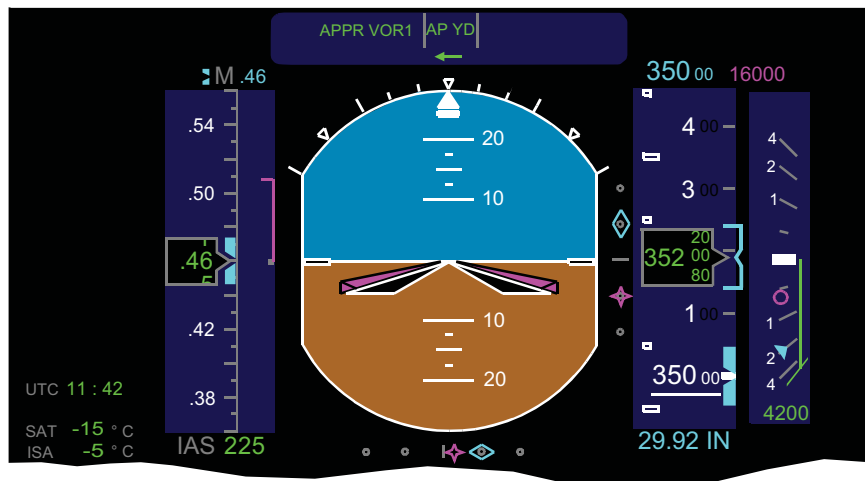 APPR VOR1 AP YD
M .46
350 00 16000
.54
.50
.46
5
.42
.38
20
10
10
20
4 00
3 00
352 20 00 80
1 00
350 00
4
2
1
1
2
4
4200
UTC 11 : 42
SAT -15 ° C
ISA -5 ° C
IAS 225
29.92 IN